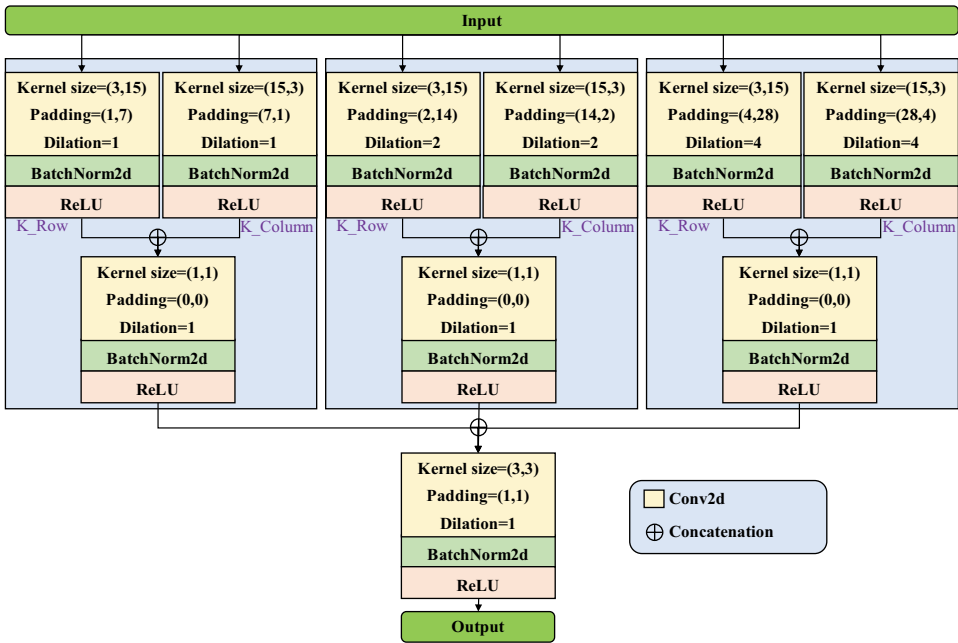 Input
Kernel size=(3,15)
Padding=(1,7)
Dilation=1
BatchNorm2d
ReLU
K_Row
Kernel size=(15,3)
Padding=(7,1)
Dilation=1
BatchNorm2d
ReLU
K_Column
Kernel size=(1,1)
Padding=(0,0)
Dilation=1
BatchNorm2d
ReLU
Kernel size=(3,15)
Padding=(2,14)
Dilation=2
BatchNorm2d
ReLU
K_Row
Kernel size=(15,3)
Padding=(14,2)
Dilation=2
BatchNorm2d
ReLU
K_Column
Kernel size=(1,1)
Padding=(0,0)
Dilation=1
BatchNorm2d
ReLU
Kernel size=(3,15)
Padding=(4,28)
Dilation=4
BatchNorm2d
ReLU
K_Row
Kernel size=(15,3)
Padding=(28,4)
Dilation=4
BatchNorm2d
ReLU
K_Column
Kernel size=(1,1)
Padding=(0,0)
Dilation=1
BatchNorm2d
ReLU
Kernel size=(3,3)
Padding=(1,1)
Dilation=1
BatchNorm2d
ReLU
Output
Conv2d
Concatenation